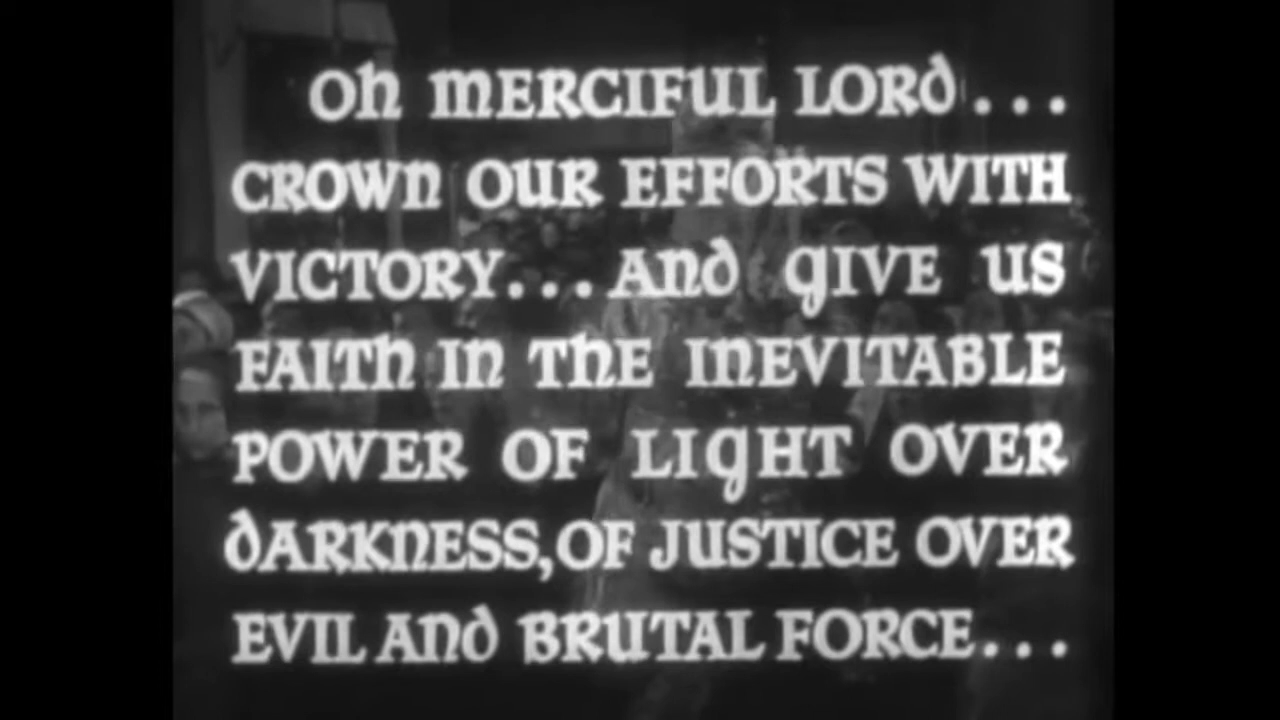 Oh MERCIFUL LORD...
CROWN OUR EFFORTS WITH
VICTORY...AND GIVE US
FAITH IN THE INEVITABLE
POWER OF LIGHT OVER
DARKNESS, OF JUSTICE OVER
EVIL AND BRUTAL FORCE...